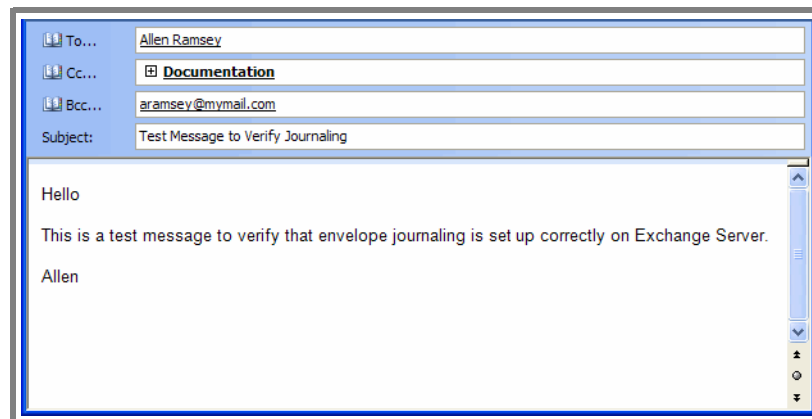 To... Allen Ramsey
Cc... Documentation
Bcc... aramsey@mymail.com
Subject: Test Message to Verify Journaling
Hello
This is a test message to verify that envelope journaling is set up correctly on Exchange Server.
Allen